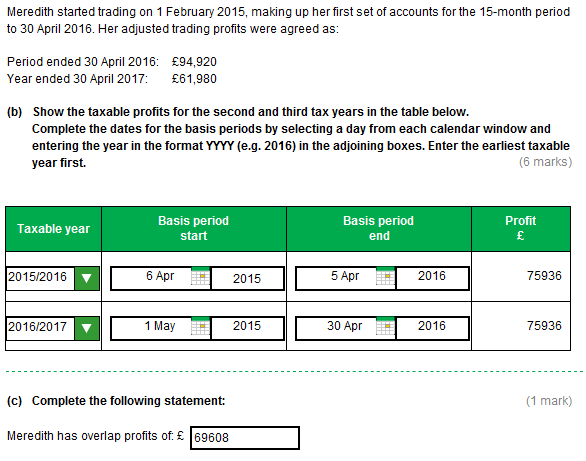 Meredith started trading on 1 February 2015, making up her first set of accounts for the 15-month period
to 30 April 2016. Her adjusted trading profits were agreed as:
Period ended 30 April 2016: £94,920
Year ended 30 April 2017: £61,980
(b) Show the taxable profits for the second and third tax years in the table below.
Complete the dates for the basis periods by selecting a day from each calendar window and
entering the year in the format YYYY (e.g. 2016) in the adjoining boxes. Enter the earliest taxable
year first. (6 marks)
Taxable year Basis period start Basis period end Profit £
2015/2016 6 Apr 2015 5 Apr 2016 75936
2016/2017 1 May 2015 30 Apr 2016 75936
(c) Complete the following statement: (1 mark)
Meredith has overlap profits of: £ 69608